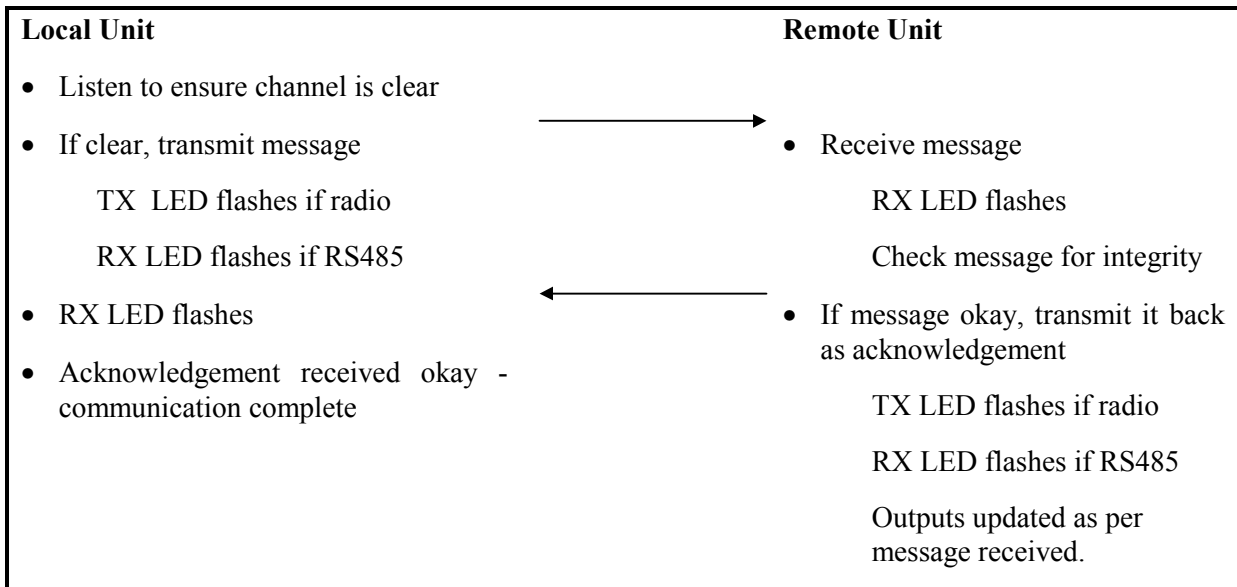 Local Unit
• Listen to ensure channel is clear
• If clear, transmit message
TX LED flashes if radio
RX LED flashes if RS485
• RX LED flashes
• Acknowledgement received okay -
communication complete
Remote Unit
• Receive message
RX LED flashes
Check message for integrity
• If message okay, transmit it back
as acknowledgement
TX LED flashes if radio
RX LED flashes if RS485
Outputs updated as per
message received.